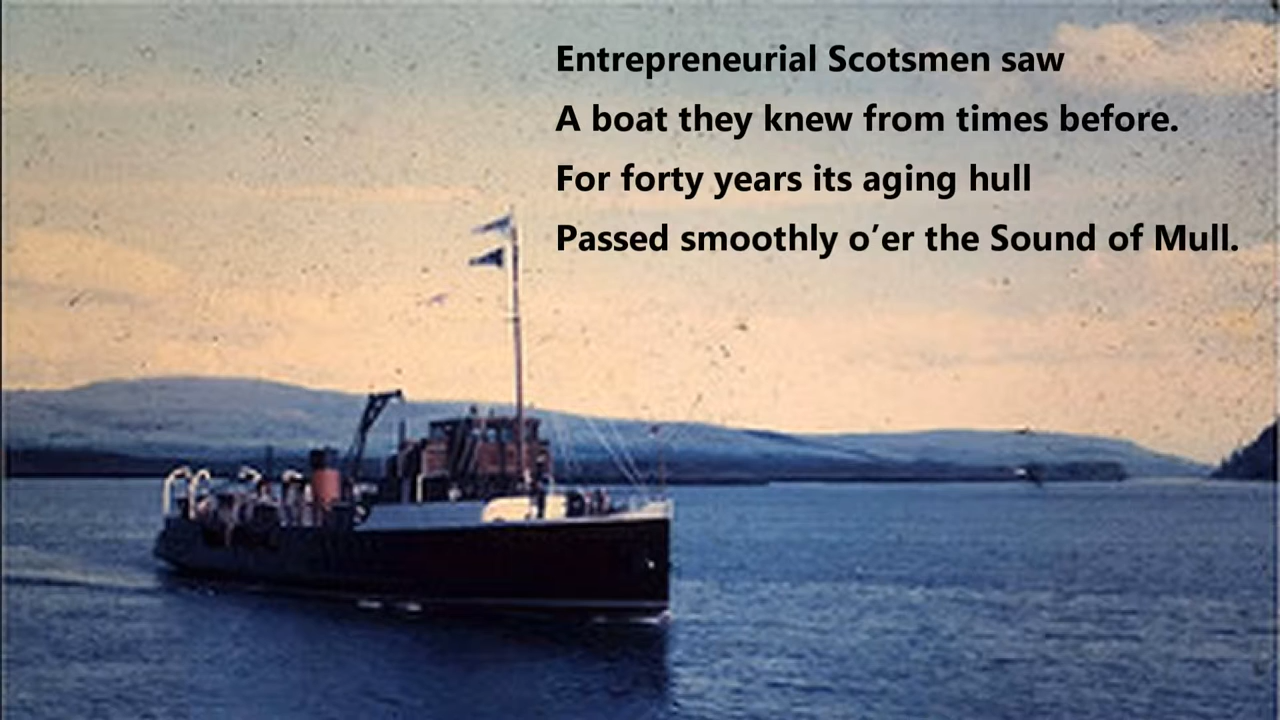 Entrepreneurial Scotsmen saw
A boat they knew from times before.
For forty years its aging hull
Passed smoothly o’er the Sound of Mull.